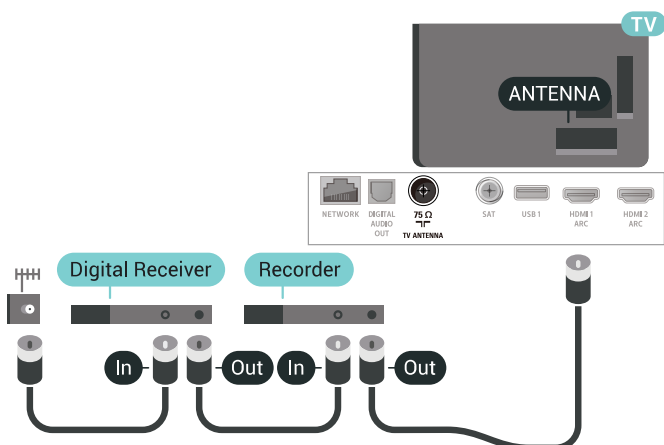 TV
ANTENNA
NETWORK
DIGITAL
AUDIO
OUT
75 Ω
TV ANTENNA
SAT
USB 1
HDMI 1
ARC
HDMI 2
ARC
Digital Receiver
Recorder
In
Out
In
Out